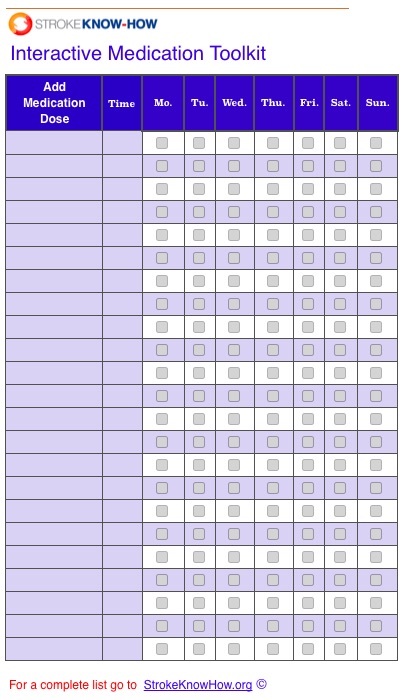 STROKEKNOW-HOW
Interactive Medication Toolkit
Add Medication Dose Time Mo. Tu. Wed. Thu. Fri. Sat. Sun.
For a complete list go to StrokeKnowHow.org ©